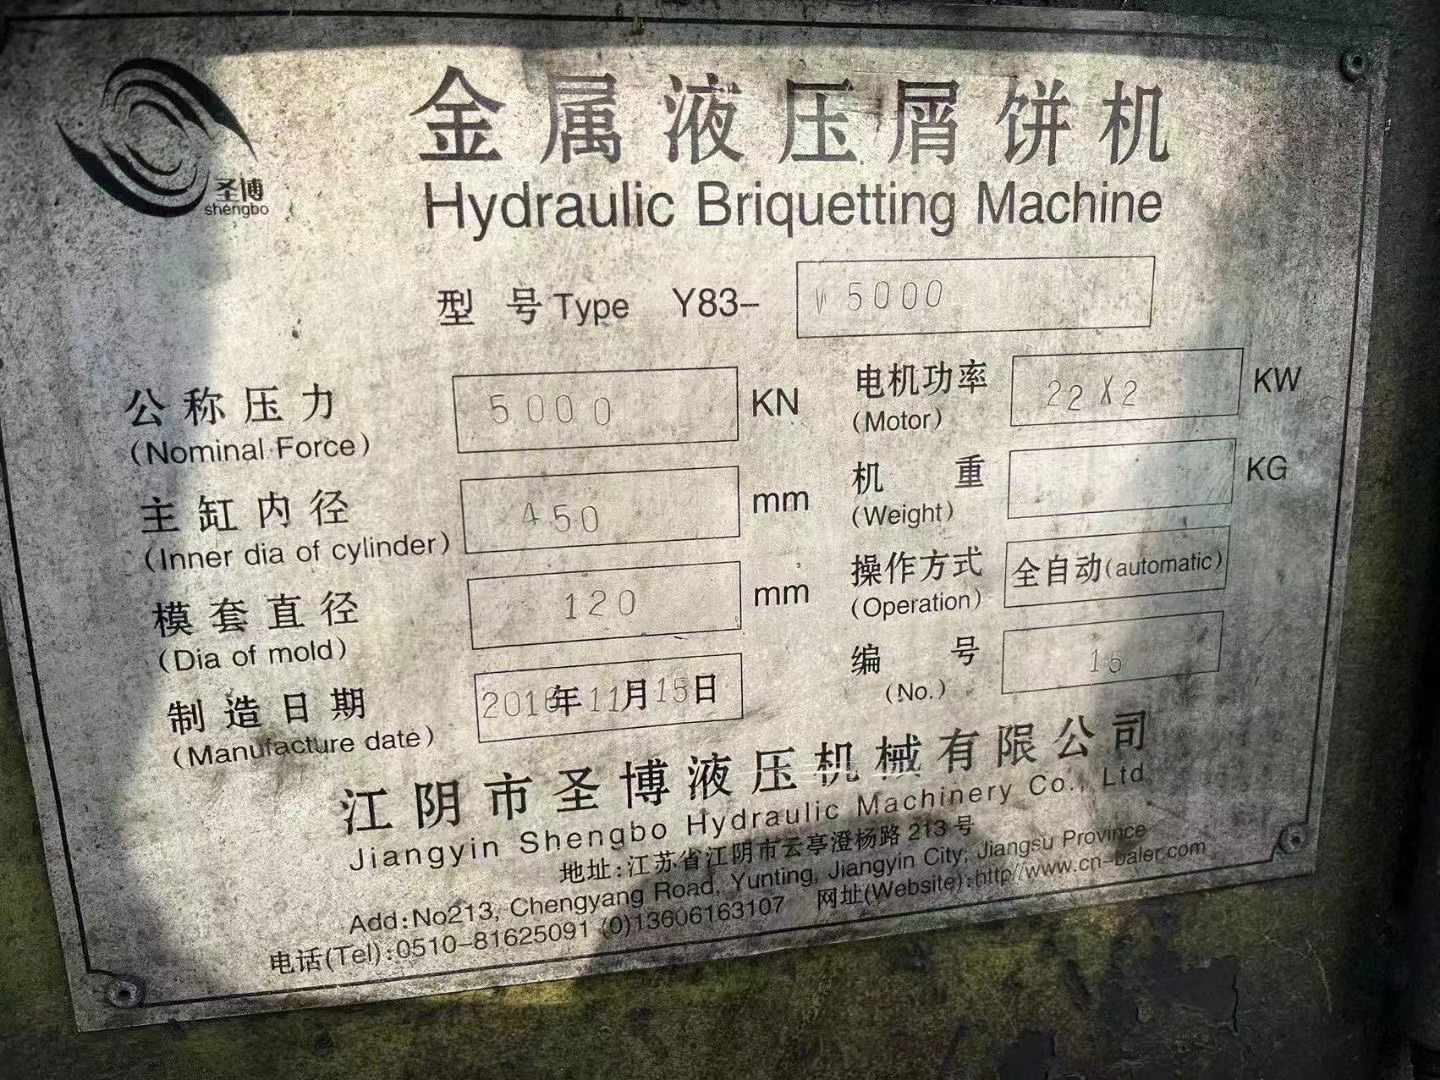 圣博
shengbo
金属液压屑饼机
Hydraulic Briquetting Machine
型 号 Type Y83- W 5000
公称压力 5000 KN
(Nominal Force)
主缸内径 450 mm
(Inner dia of cylinder)
模套直径 120 mm
(Dia of mold)
制造日期 2016年11月15日
(Manufacture date)
电机功率 22X2 KW
(Motor)
机 重 KG
(Weight)
操作方式 全自动(automatic)
(Operation)
编 号 15
(No.)
江阴市圣博液压机械有限公司
Jiangyin Shengbo Hydraulic Machinery Co., Ltd
地址:江苏省江阴市云亭澄杨路 213 号
Add:No213, Chengyang Road, Yunting, Jiangyin City, Jiangsu Province
电话(Tel):0510-81625091 (0)13606163107 网址(Website):http//www.cn-baler.com